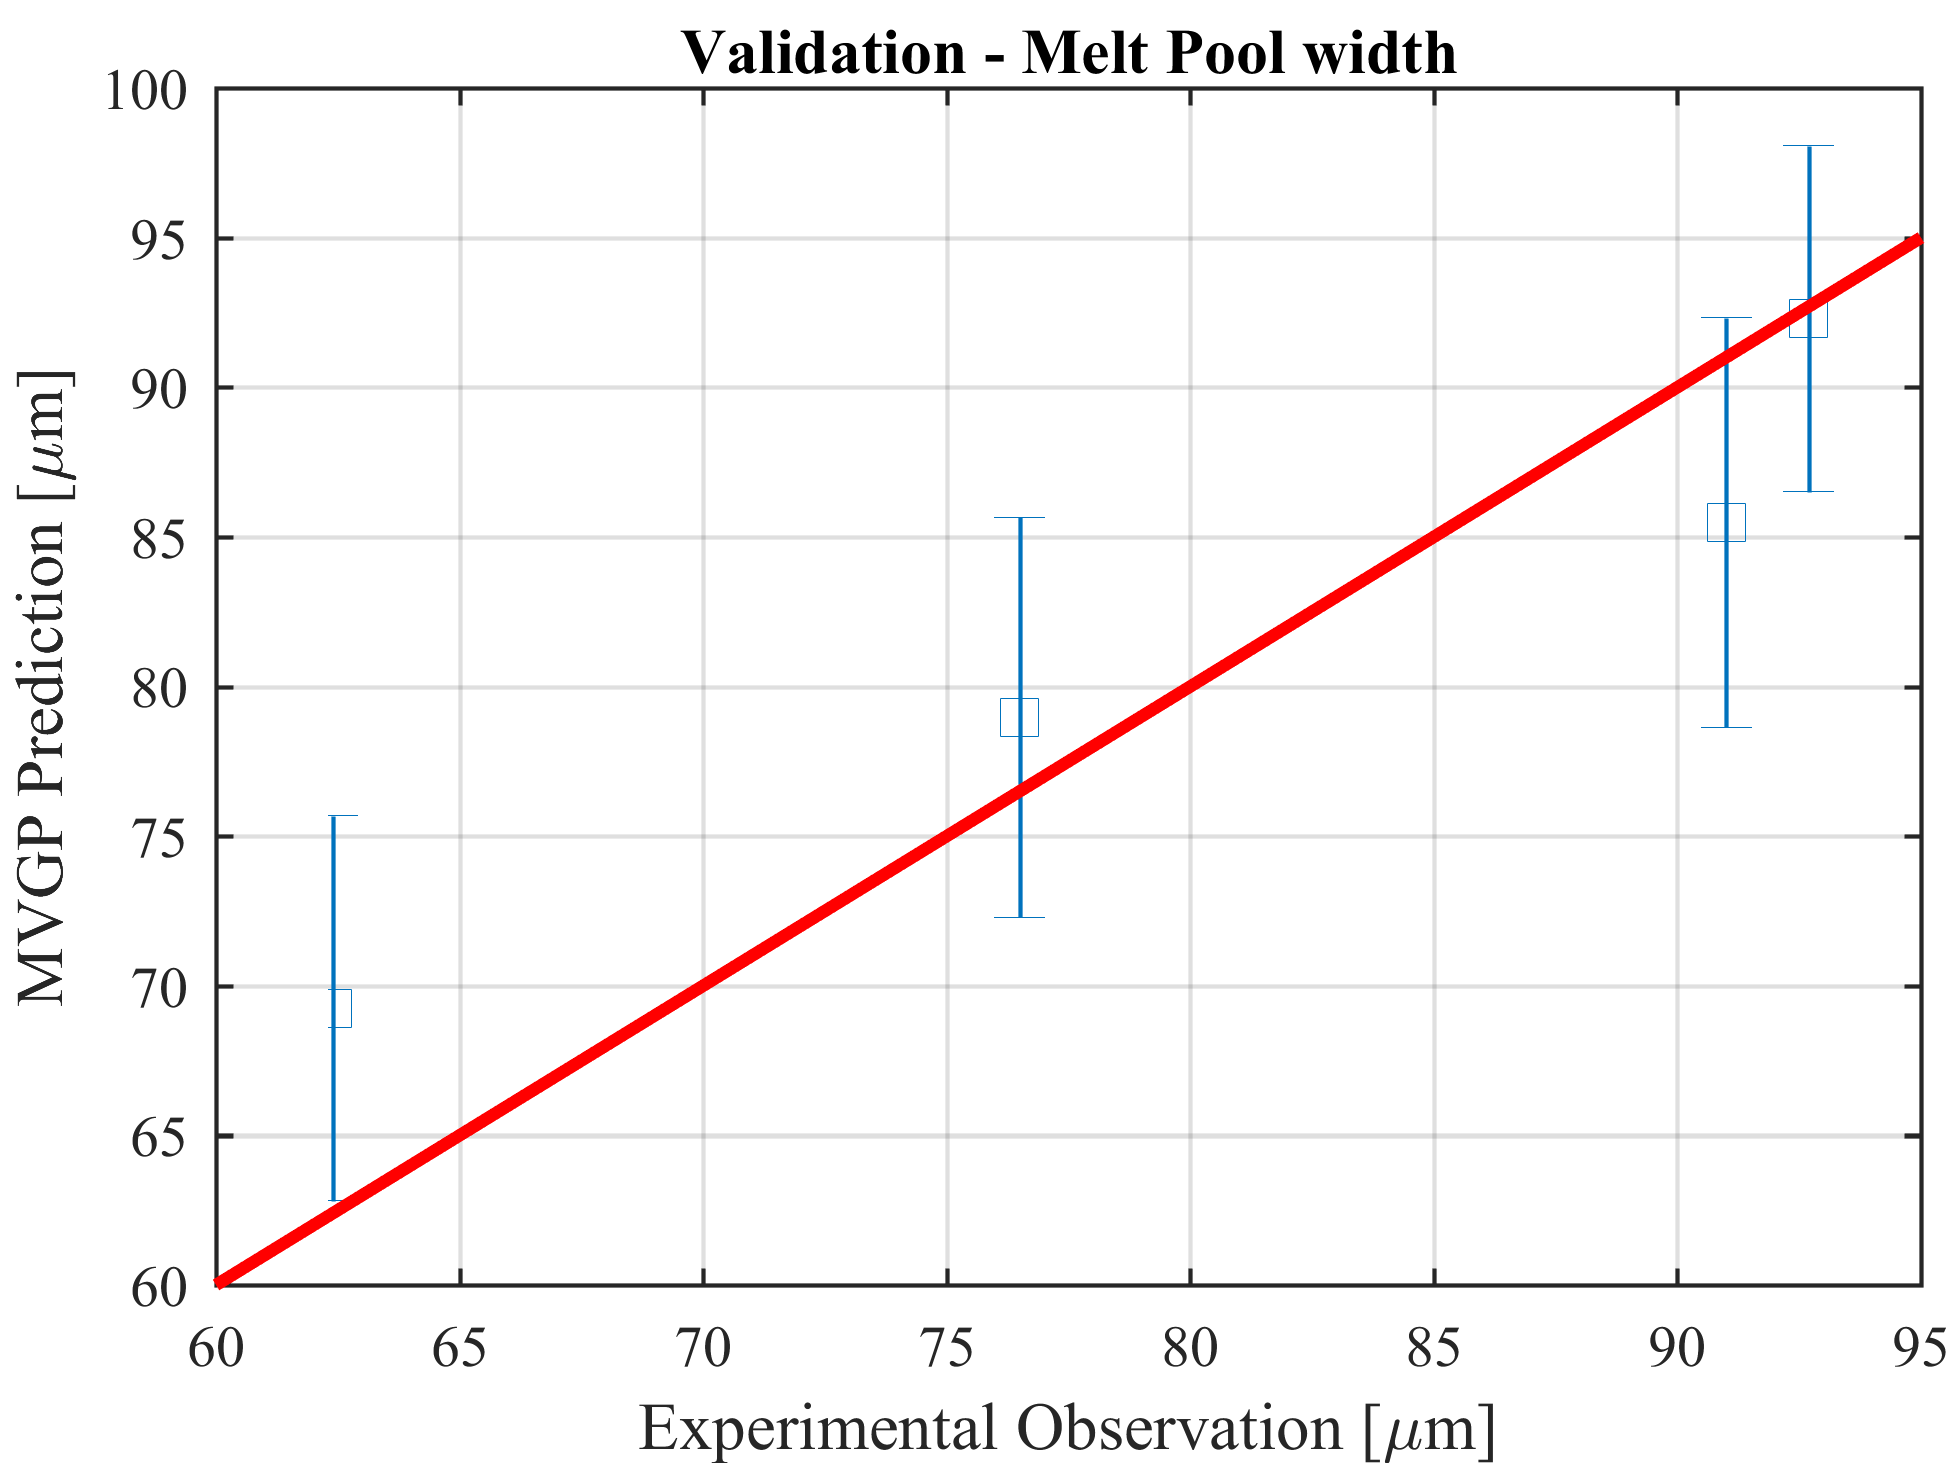 Validation - Melt Pool width
100
95
90
85
80
75
70
65
60
MVGP Prediction [μm]
60 65 70 75 80 85 90 95
Experimental Observation [μm]